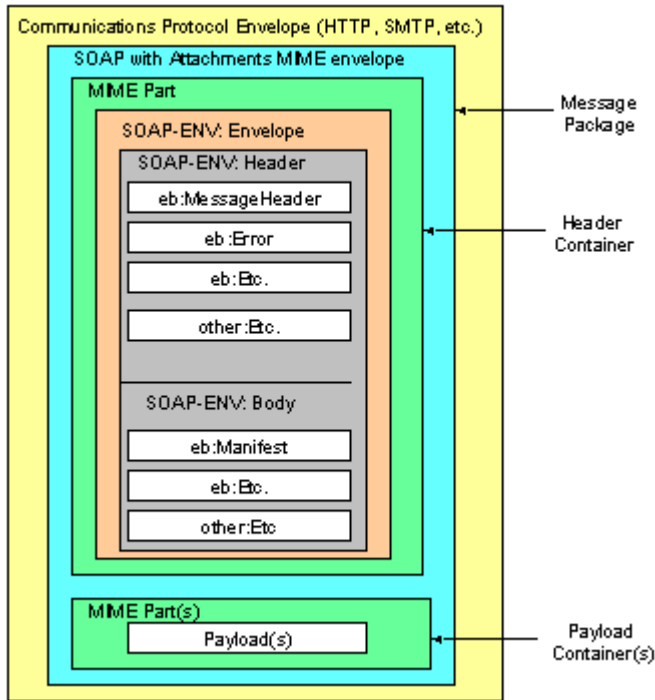 Communications Protocol Envelope (HTTP, SMTP, etc.)
SOAP with Attachments MIME envelope
MIME Part
SOAP-ENV: Envelope
SOAP-ENV: Header
eb:MessageHeader
eb:Error
eb:Etc.
other:Etc.
SOAP-ENV: Body
eb:Manifest
eb:Etc.
other:Etc
MIME Part(s)
Payload(s)
Message
Package
Header
Container
Payload
Container(s)